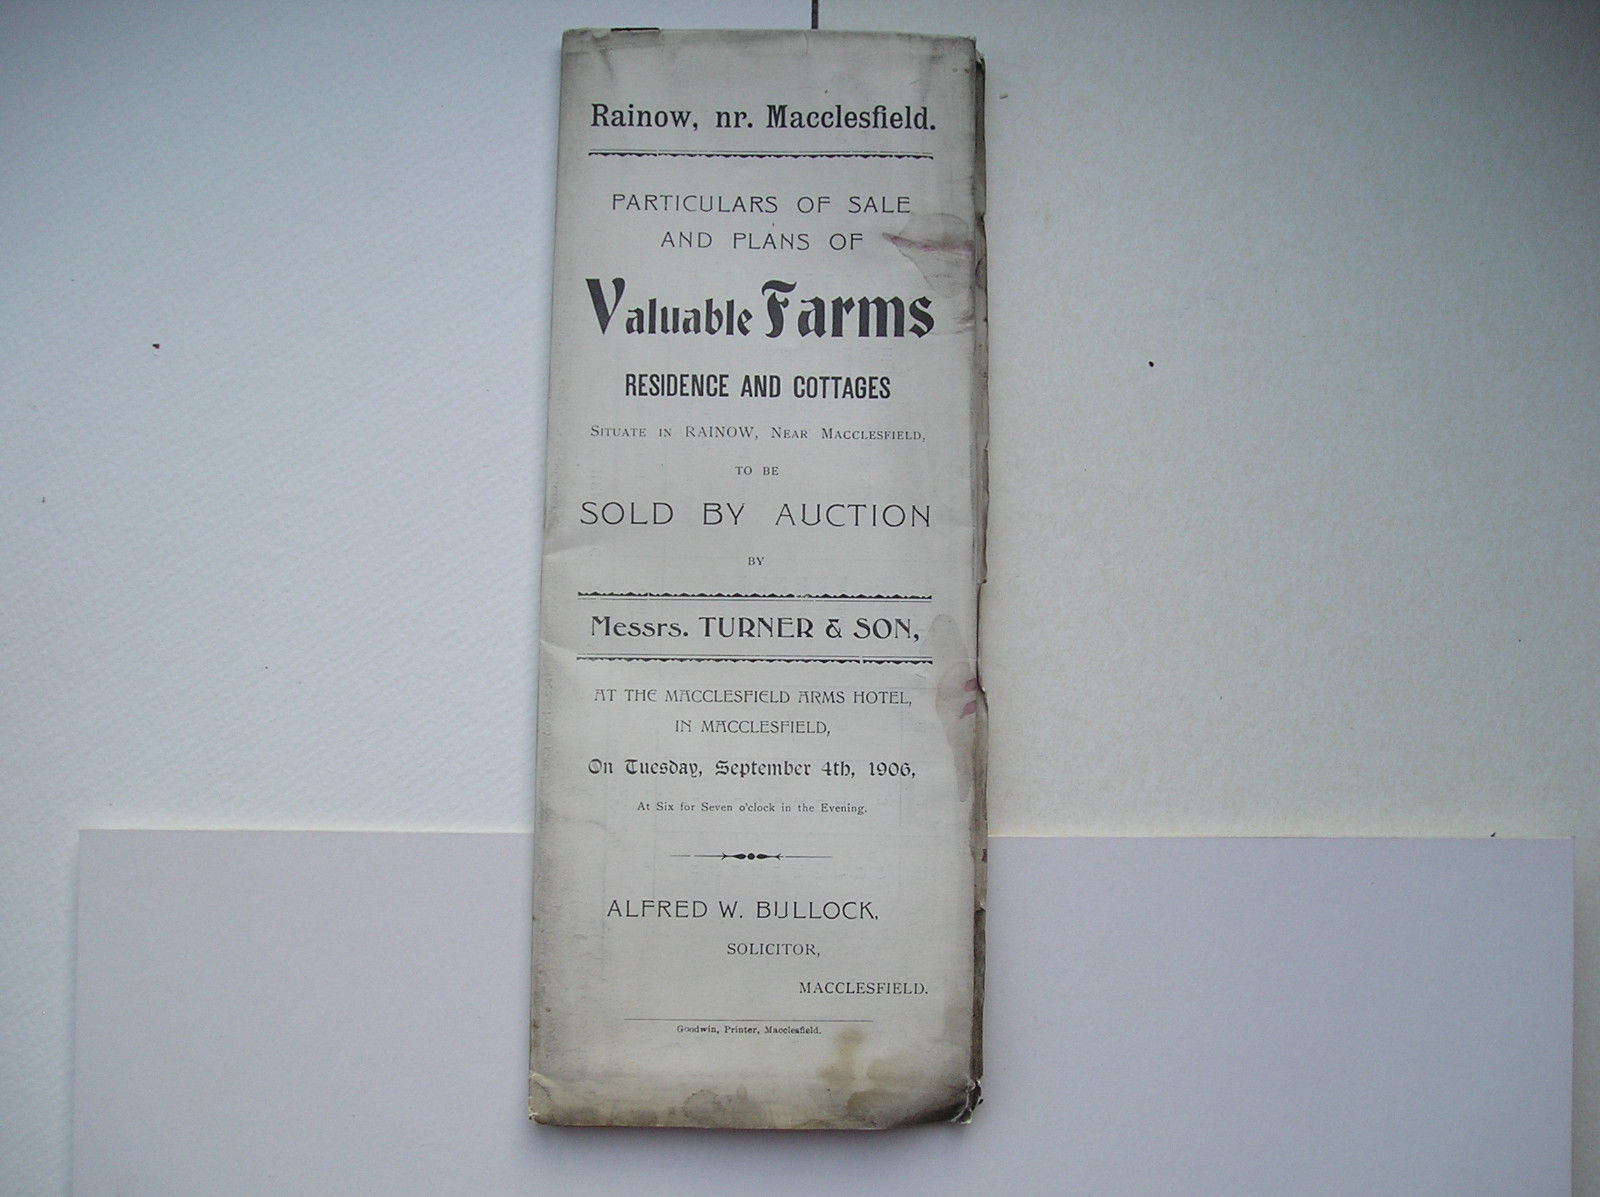 Rainow, nr. Macclesfield.
PARTICULARS OF SALE
AND PLANS OF
Valuable Farms
RESIDENCE AND COTTAGES
SITUATE IN RAINOW, NEAR MACCLESFIELD,
TO BE
SOLD BY AUCTION
BY
Messrs. TURNER & SON,
AT THE MACCLESFIELD ARMS HOTEL,
IN MACCLESFIELD,
On Tuesday, September 4th, 1906,
At Six for Seven o'clock in the Evening.
ALFRED W. BULLOCK,
SOLICITOR,
MACCLESFIELD.
Goodwin, Printer, Macclesfield.